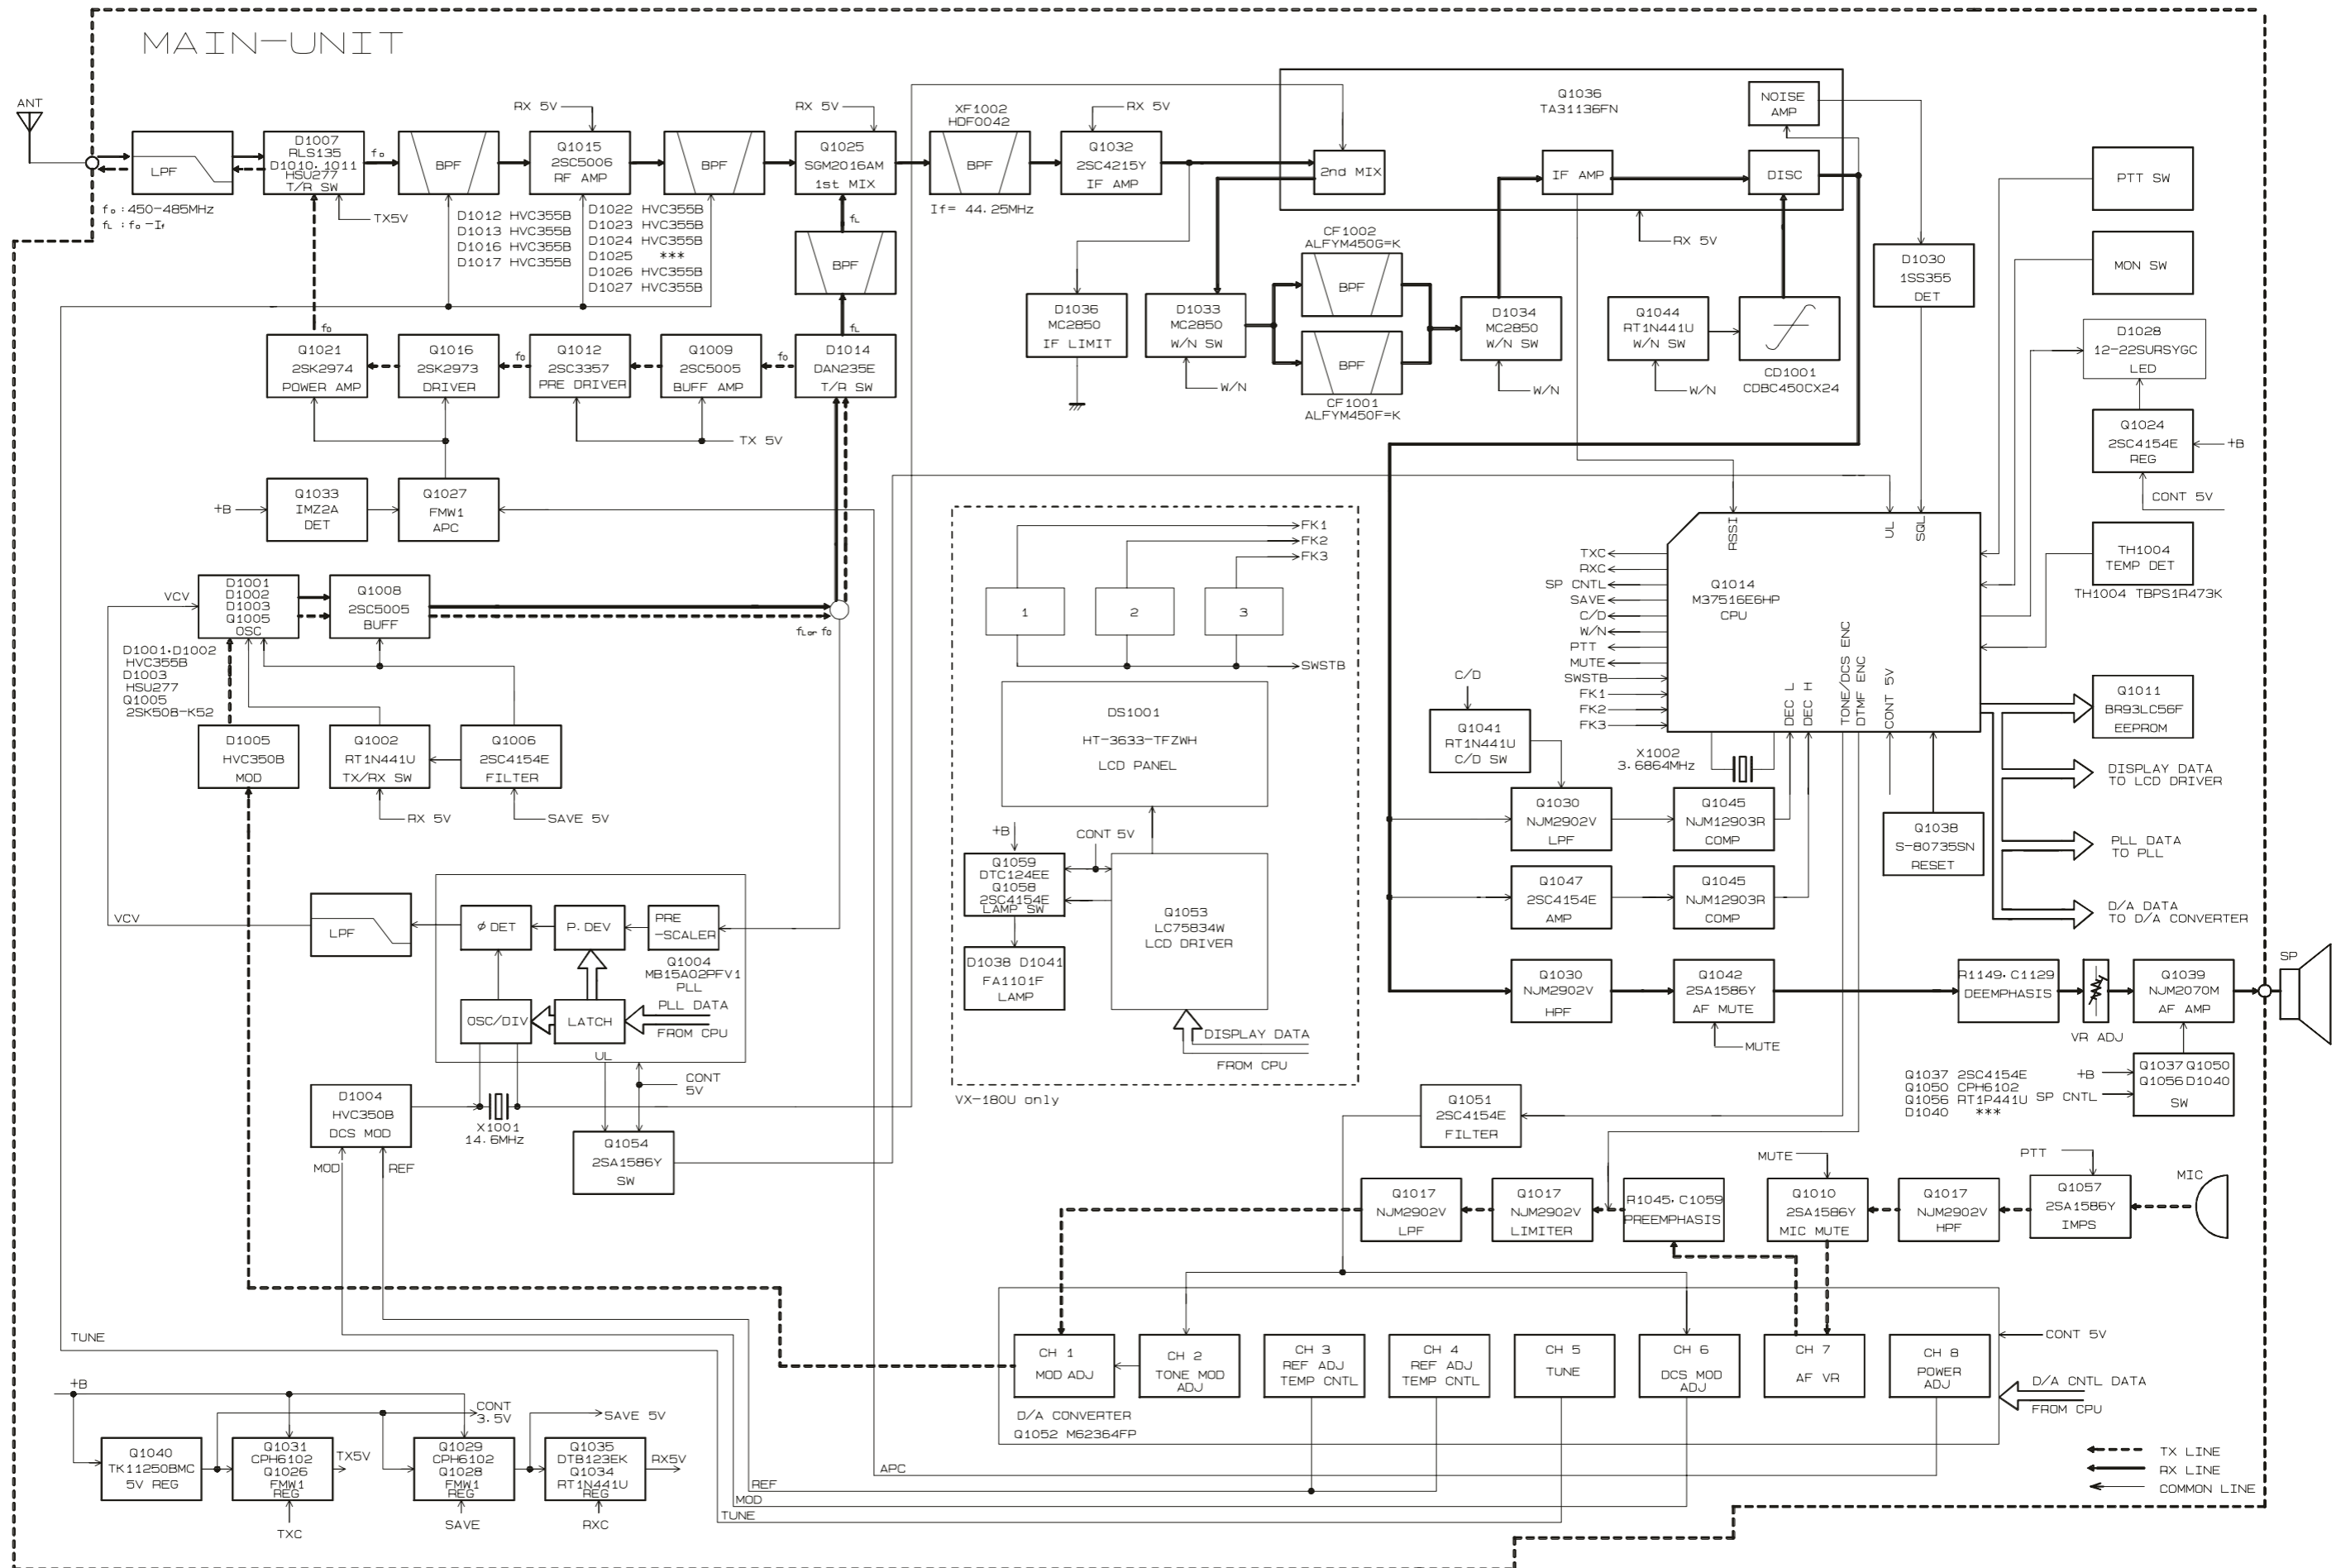 MAIN-UNIT
ANT
LPF
D1007
RLS135
D1010, 1011
HSU277
T/R SW
fo
BPF
RX 5V
Q1015
2SC5006
RF AMP
BPF
RX 5V
Q1025
SGM2016AM
1st MIX
XF1002
HDF0042
BPF
If= 44.25MHz
RX 5V
Q1032
2SC4215Y
IF AMP
Q1036
TA31136FN
NOISE
AMP
2nd MIX
IF AMP
DISC
RX 5V
PTT SW
MON SW
fo :450-485MHz
fL : fo -If
TX5V
D1012 HVC355B
D1013 HVC355B
D1016 HVC355B
D1017 HVC355B
D1022 HVC355B
D1023 HVC355B
D1024 HVC355B
D1025 ***
D1026 HVC355B
D1027 HVC355B
fL
BPF
fL
D1036
MC2850
IF LIMIT
D1033
MC2850
W/N SW
W/N
CF1002
ALFYM450G=K
BPF
BPF
CF1001
ALFYM450F=K
D1034
MC2850
W/N SW
W/N
Q1044
RT1N441U
W/N SW
W/N
CD1001
CDBC450CX24
D1030
1SS355
DET
D1028
12-22SURSYGC
LED
Q1024
2SC4154E
REG
+B
CONT 5V
TH1004
TEMP DET
TH1004 TBPS1R473K
fo
Q1021
2SK2974
POWER AMP
Q1016
2SK2973
DRIVER
fo
Q1012
2SC3357
PRE DRIVER
Q1009
2SC5005
BUFF AMP
fo
D1014
DAN235E
T/R SW
TX 5V
+B
Q1033
IMZ2A
DET
Q1027
FMW1
APC
VCV
D1001
D1002
D1003
Q1005
OSC
Q1008
2SC5005
BUFF
fLor fo
D1001,D1002
HVC355B
D1003
HSU277
Q1005
2SK508-K52
D1005
HVC350B
MOD
Q1002
RT1N441U
TX/RX SW
Q1006
2SC4154E
FILTER
RX 5V
SAVE 5V
FK1
FK2
FK3
1
2
3
SWSTB
DS1001
HT-3633-TFZWH
LCD PANEL
+B
CONT 5V
Q1059
DTC124EE
Q1058
2SC4154E
LAMP SW
Q1053
LC75834W
LCD DRIVER
D1038 D1041
FA1101F
LAMP
DISPLAY DATA
FROM CPU
VX-180U only
RSSI
UL
SQL
Q1014
M37516E6HP
CPU
TXC
RXC
SP CNTL
SAVE
C/D
W/N
PTT
MUTE
SWSTB
FK1
FK2
FK3
DEC L
DEC H
TONE/DCS ENC
DTMF ENC
CONT 5V
X1002
3.6864MHz
Q1011
BR93LC56F
EEPROM
DISPLAY DATA
TO LCD DRIVER
PLL DATA
TO PLL
D/A DATA
TO D/A CONVERTER
Q1038
S-80735SN
RESET
C/D
Q1041
RT1N441U
C/D SW
Q1030
NJM2902V
LPF
Q1045
NJM12903R
COMP
Q1047
2SC4154E
AMP
Q1045
NJM12903R
COMP
Q1030
NJM2902V
HPF
Q1042
2SA1586Y
AF MUTE
MUTE
R1149, C1129
DEEMPHASIS
VR ADJ
Q1039
NJM2070M
AF AMP
SP
Q1037 2SC4154E
Q1050 CPH6102
Q1056 RT1P441U
D1040 ***
+B
SP CNTL
Q1037 Q1050
Q1056 D1040
SW
VCV
LPF
ø DET
P. DEV
PRE
-SCALER
Q1004
MB15A02PFV1
PLL
OSC/DIV
LATCH
PLL DATA
FROM CPU
UL
CONT
5V
D1004
HVC350B
DCS MOD
X1001
14.6MHz
Q1054
2SA1586Y
SW
MOD
REF
Q1051
2SC4154E
FILTER
Q1017
NJM2902V
LPF
Q1017
NJM2902V
LIMITER
R1045, C1059
PREEMPHASIS
MUTE
Q1010
2SA1586Y
MIC MUTE
Q1017
NJM2902V
HPF
PTT
Q1057
2SA1586Y
IMPS
MIC
TUNE
CH 1
MOD ADJ
CH 2
TONE MOD
ADJ
CH 3
REF ADJ
TEMP CNTL
CH 4
REF ADJ
TEMP CNTL
CH 5
TUNE
CH 6
DCS MOD
ADJ
CH 7
AF VR
CH 8
POWER
ADJ
CONT 5V
D/A CNTL DATA
FROM CPU
D/A CONVERTER
Q1052 M62364FP
+B
Q1040
TK11250BMC
5V REG
Q1031
CPH6102
Q1026
FMW1
REG
TX5V
TXC
CONT
3.5V
Q1029
CPH6102
Q1028
FMW1
REG
SAVE
SAVE 5V
Q1035
DTB123EK
Q1034
RT1N441U
REG
RX5V
RXC
APC
REF
MOD
TUNE
TX LINE
RX LINE
COMMON LINE